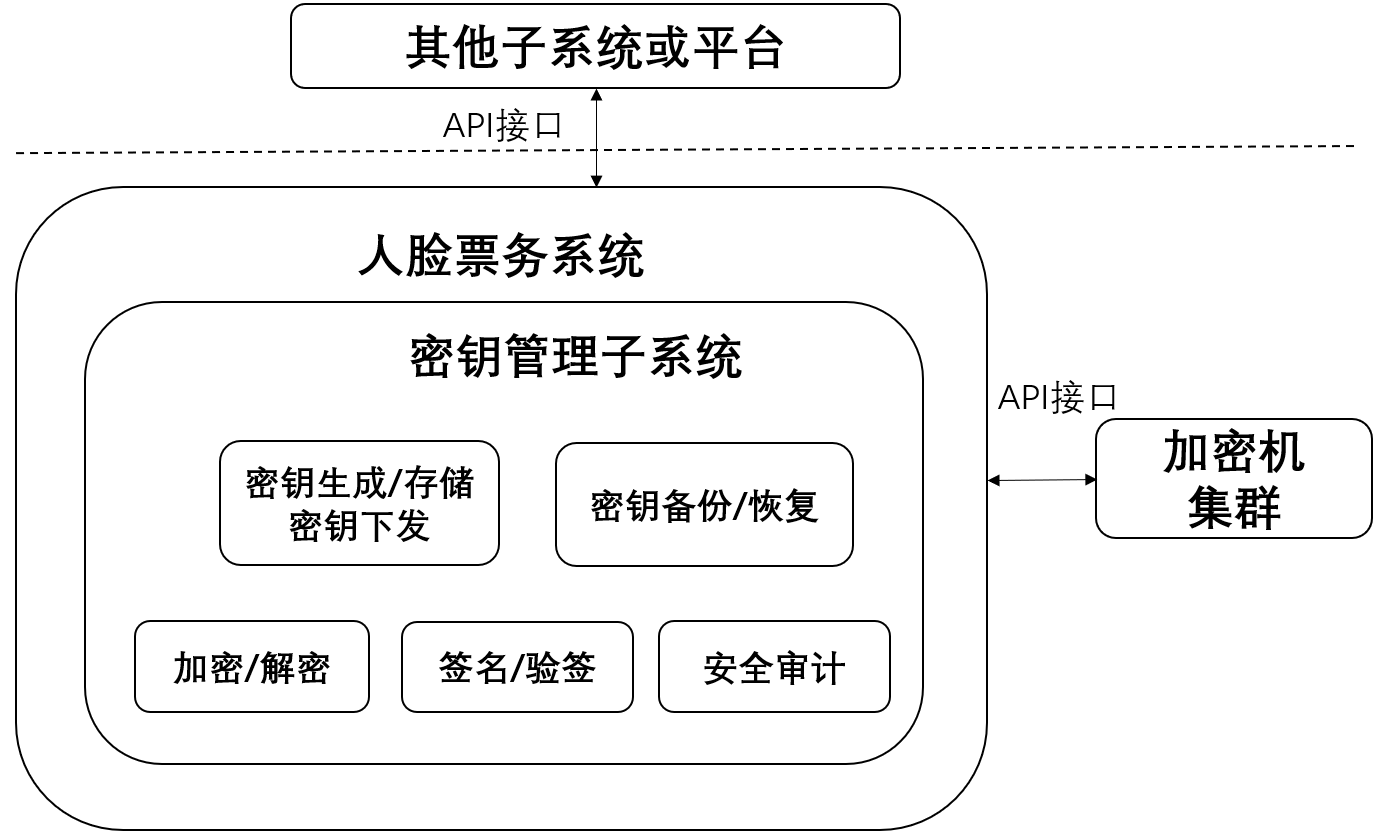 其他子系统或平台
API接口
人脸票务系统
密钥管理子系统
API接口
加密机
集群
密钥生成/存储
密钥下发
密钥备份/恢复
加密/解密
签名/验签
安全审计